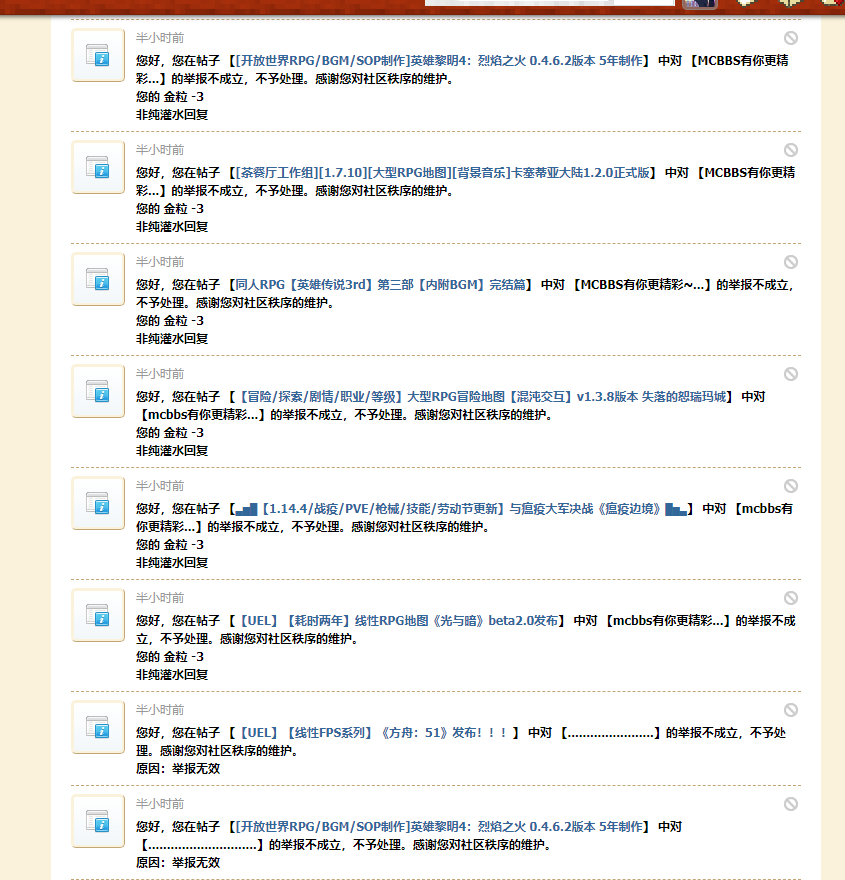 半小时前
您好，您在帖子 【[开放世界RPG/BGM/SOP制作]英雄黎明4：烈焰之火 0.4.6.2版本 5年制作】 中对 【MCBBS有你更精
彩...】的举报不成立，不予处理。感谢您对社区秩序的维护。
您的 金粒 -3
非纯灌水回复
半小时前
您好，您在帖子 【[茶餐厅工作组][1.7.10][大型RPG地图][背景音乐]卡塞蒂亚大陆1.2.0正式版】 中对 【MCBBS有你更精
彩...】的举报不成立，不予处理。感谢您对社区秩序的维护。
您的 金粒 -3
非纯灌水回复
半小时前
您好，您在帖子 【同人RPG【英雄传说3rd】第三部【内附BGM】完结篇】 中对 【MCBBS有你更精彩~...】的举报不成立，
不予处理。感谢您对社区秩序的维护。
您的 金粒 -3
非纯灌水回复
半小时前
您好，您在帖子 【【冒险/探索/剧情/职业/等级】大型RPG冒险地图【混沌交互】v1.3.8版本 失落的恕瑞玛城】 中对
【mcbbs有你更精彩...】的举报不成立，不予处理。感谢您对社区秩序的维护。
您的 金粒 -3
非纯灌水回复
半小时前
您好，您在帖子 【▃▅▇【1.14.4/战疫/PVE/枪械/技能/劳动节更新】与瘟疫大军决战《瘟疫边境》▇▅▃】 中对 【mcbbs有
你更精彩...】的举报不成立，不予处理。感谢您对社区秩序的维护。
您的 金粒 -3
非纯灌水回复
半小时前
您好，您在帖子 【【UEL】【耗时两年】线性RPG地图《光与暗》beta2.0发布】 中对 【mcbbs有你更精彩...】的举报不成
立，不予处理。感谢您对社区秩序的维护。
您的 金粒 -3
非纯灌水回复
半小时前
您好，您在帖子 【【UEL】【线性FPS系列】《方舟：51》发布！！！】 中对 【.......................】的举报不成立，不予处
理。感谢您对社区秩序的维护。
原因：举报无效
半小时前
您好，您在帖子 【[开放世界RPG/BGM/SOP制作]英雄黎明4：烈焰之火 0.4.6.2版本 5年制作】 中对
【.............................】的举报不成立，不予处理。感谢您对社区秩序的维护。
原因：举报无效